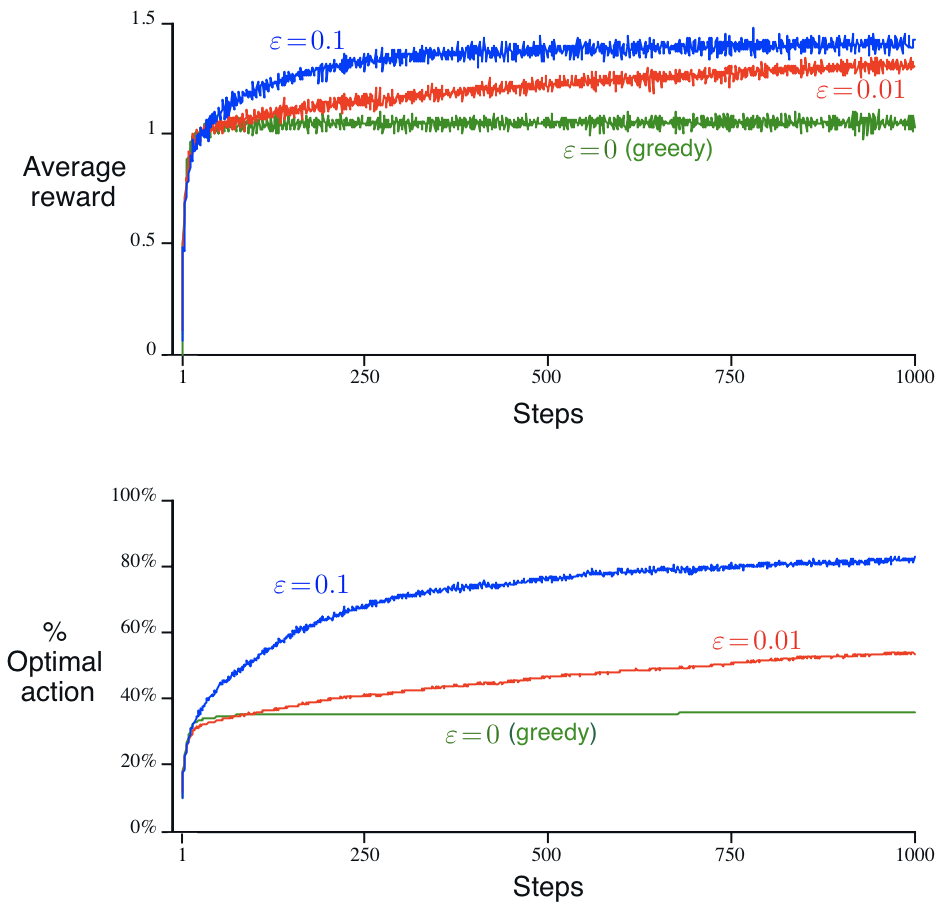 1.5
ε = 0.1
ε = 0.01
1
ε = 0 (greedy)
Average
reward
0.5
0
1
250
500
750
1000
Steps
100%
80%
ε = 0.1
60%
ε = 0.01
%
Optimal
action
40%
ε = 0 (greedy)
20%
0%
1
250
500
750
1000
Steps